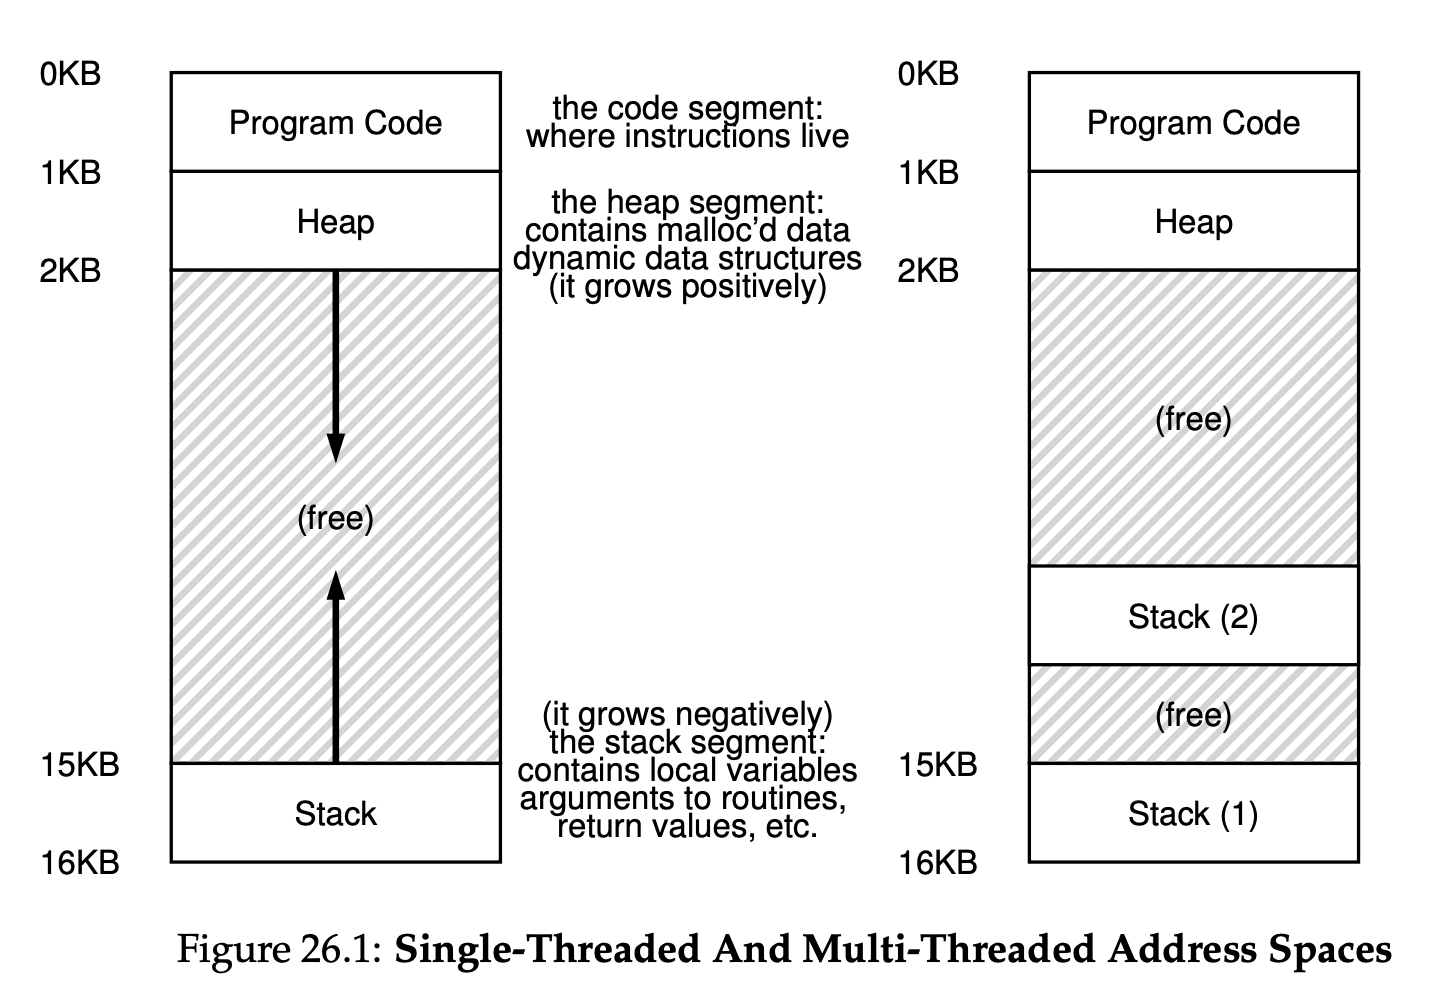 0KB
Program Code
1KB
Heap
2KB
(free)
15KB
Stack
16KB
the code segment:
where instructions live
the heap segment:
contains malloc’d data
dynamic data structures
(it grows positively)
(it grows negatively)
the stack segment:
contains local variables
arguments to routines,
return values, etc.
0KB
Program Code
1KB
Heap
2KB
(free)
Stack (2)
(free)
15KB
Stack (1)
16KB
Figure 26.1: Single-Threaded And Multi-Threaded Address Spaces